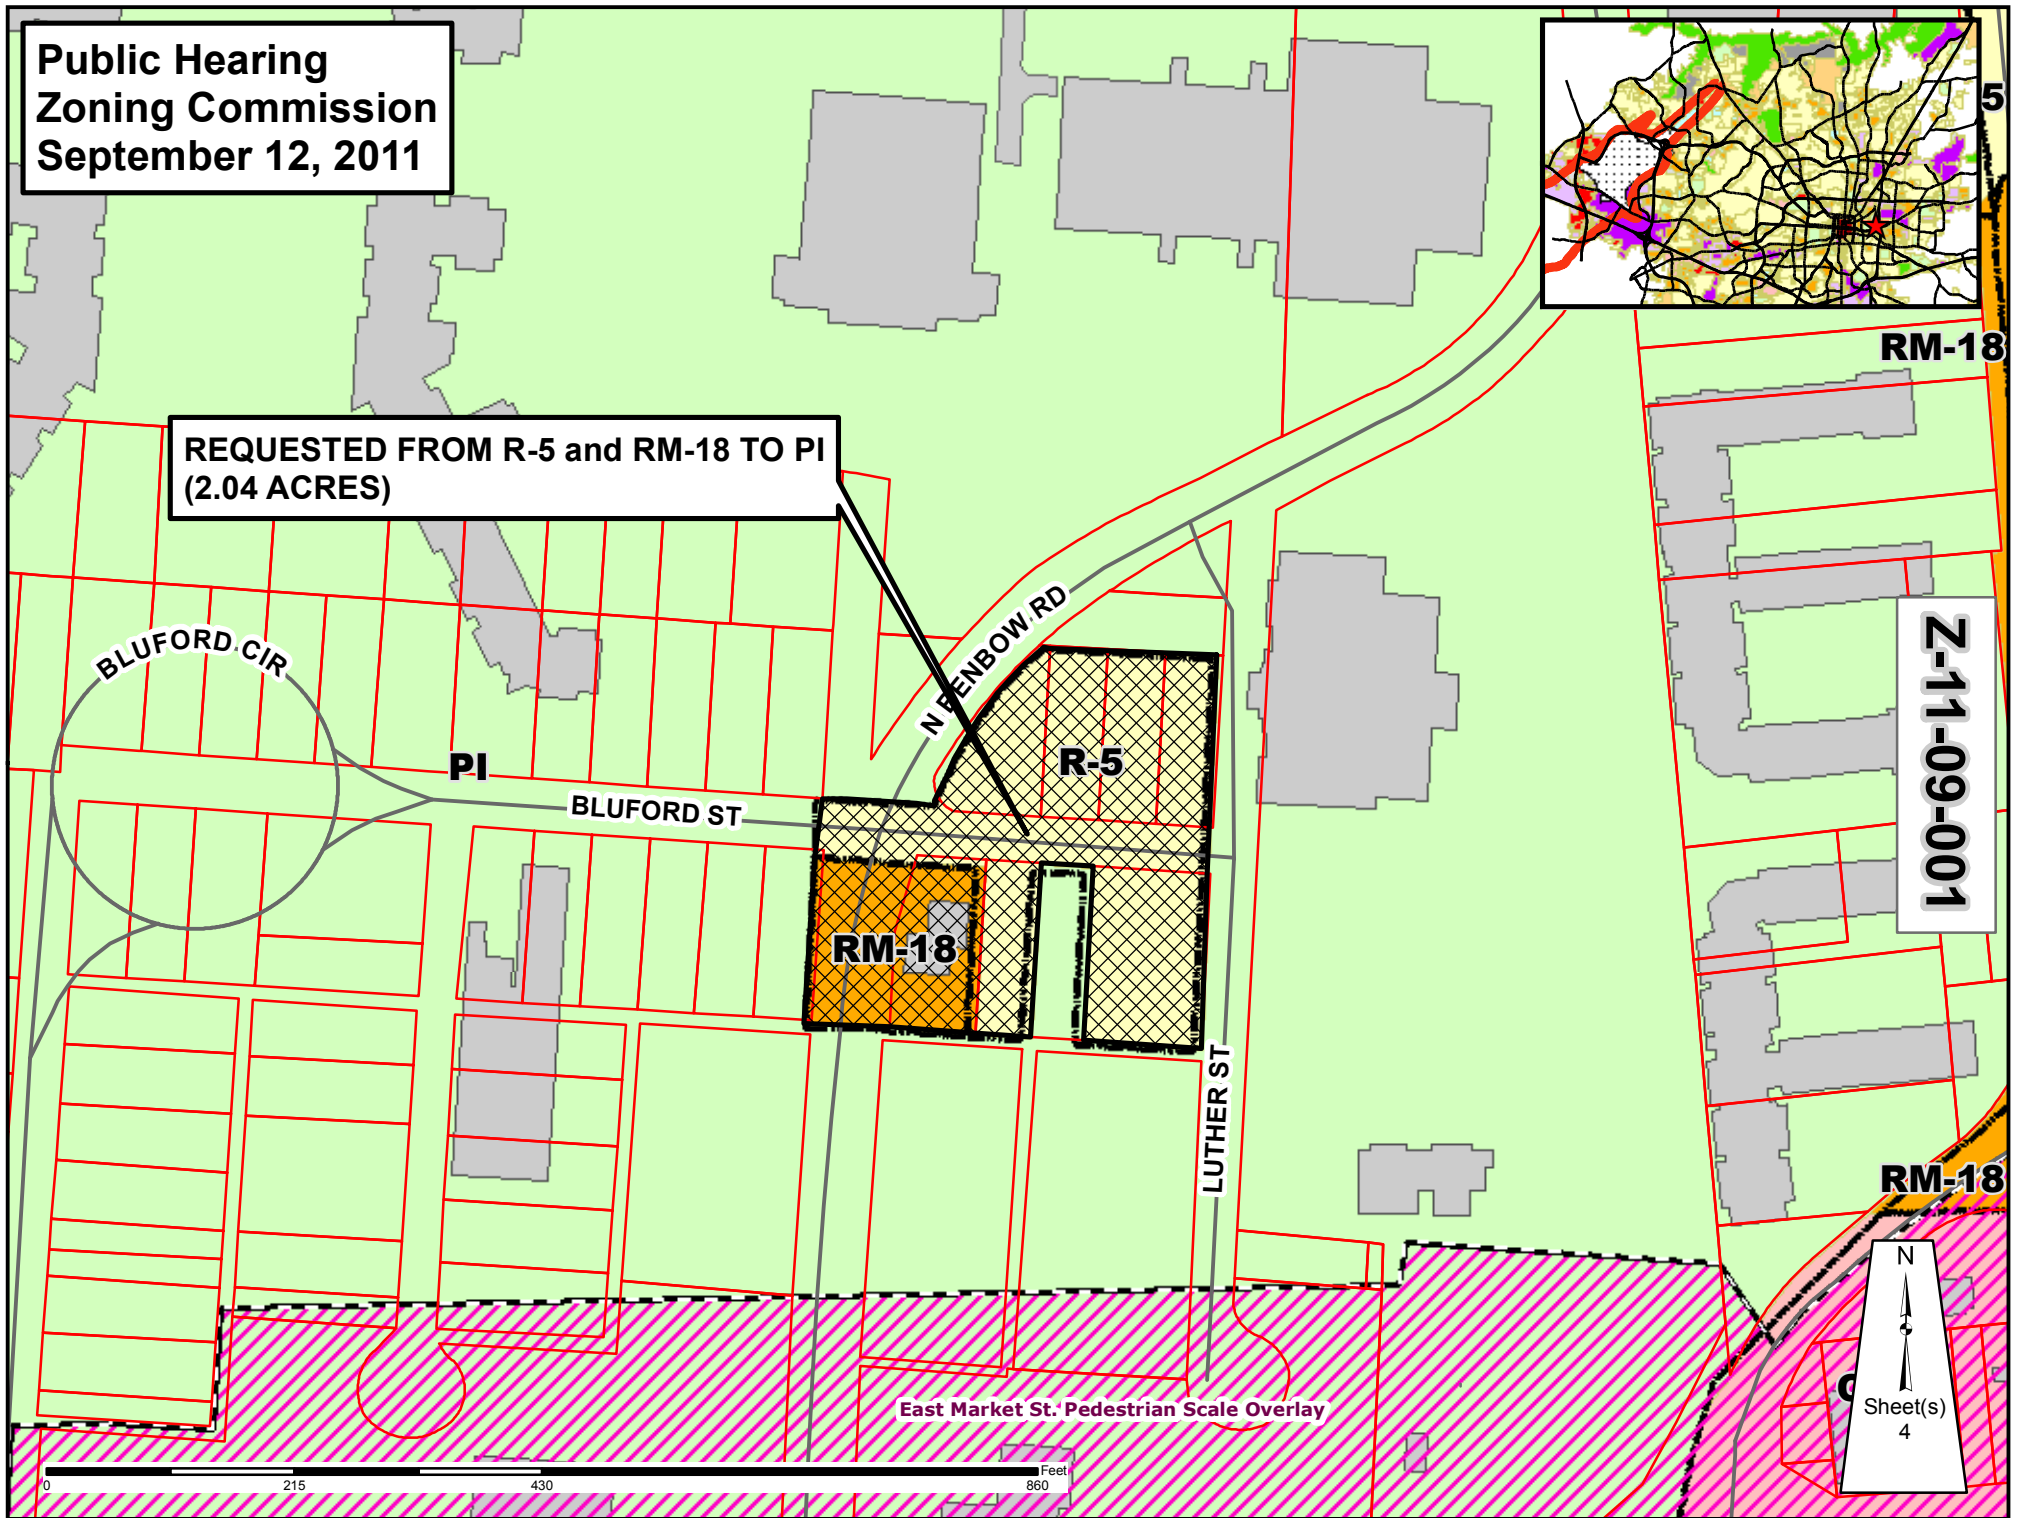 Public Hearing
Zoning Commission
September 12, 2011
5
RM-18
REQUESTED FROM R-5 and RM-18 TO PI
(2.04 ACRES)
N BENBOW RD
BLUFORD CIR
Z-11-09-001
PI
R-5
BLUFORD ST
RM-18
LUTHER ST
RM-18
N
East Market St. Pedestrian Scale Overlay
Sheet(s)
4
Feet
0 215 430 860